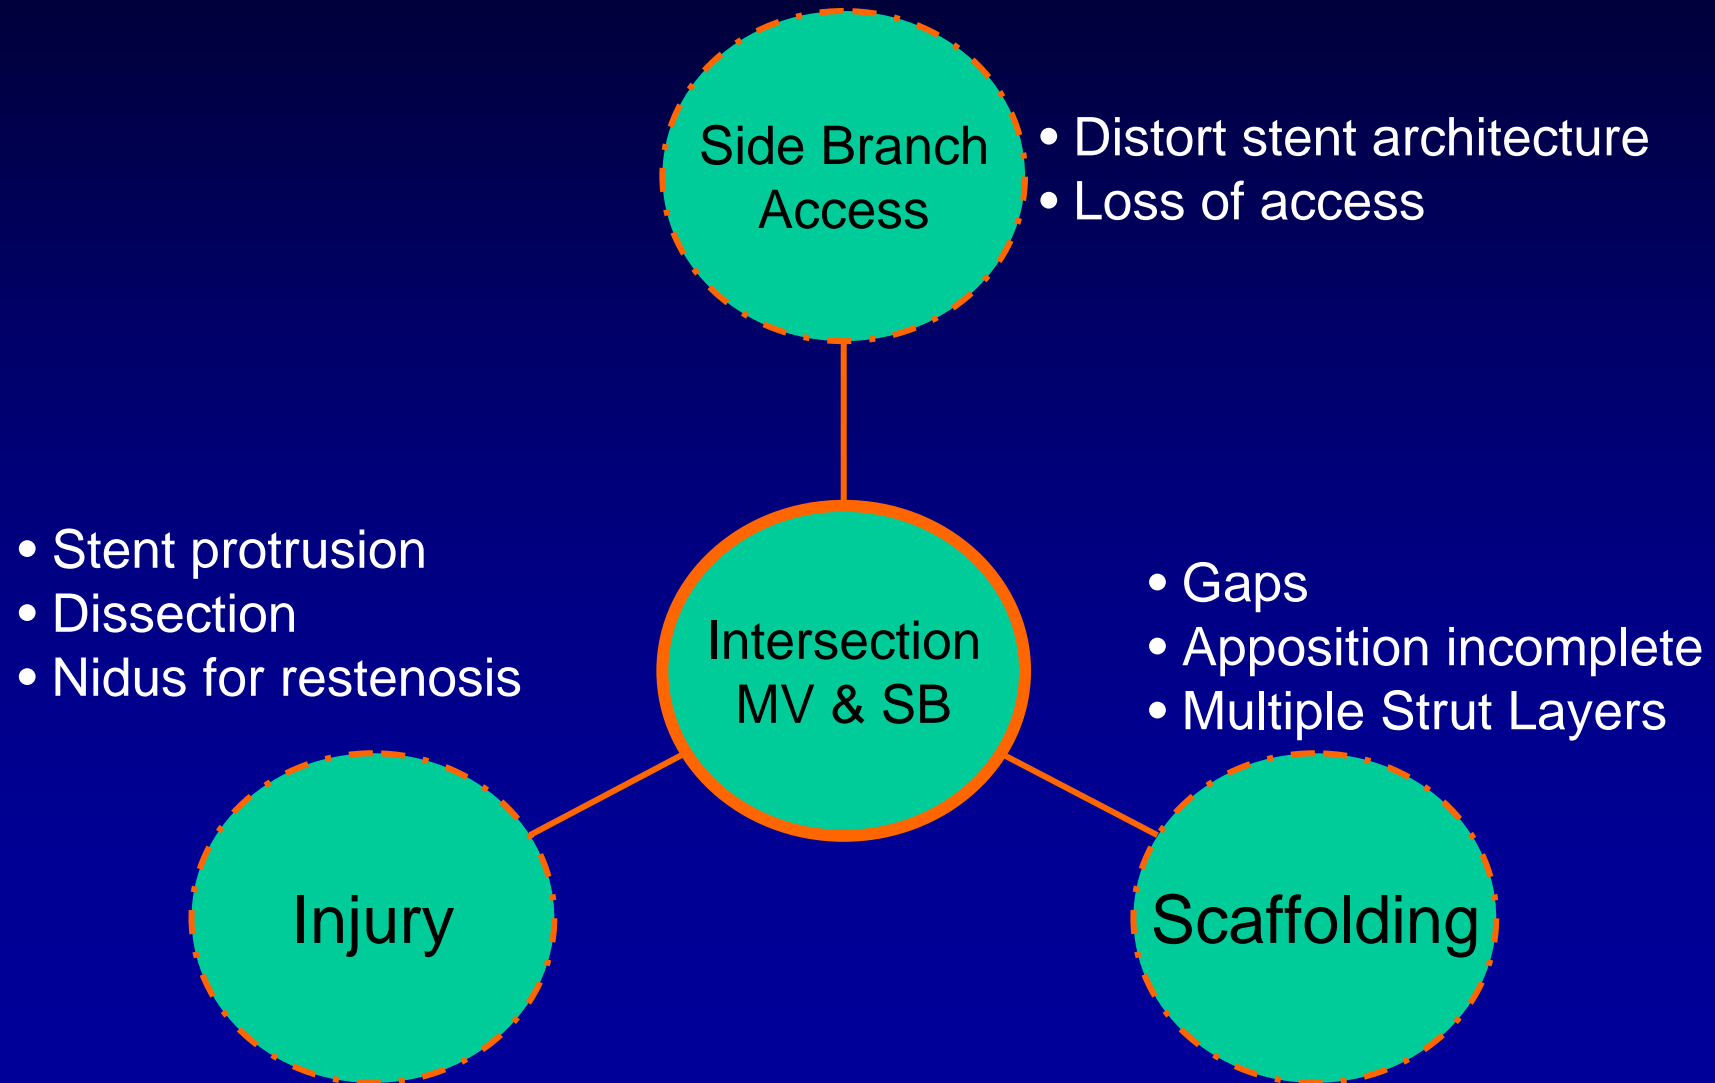 Side Branch
Access
• Distort stent architecture
• Loss of access
• Stent protrusion
• Dissection
• Nidus for restenosis
Intersection
MV & SB
• Gaps
• Apposition incomplete
• Multiple Strut Layers
Injury
Scaffolding